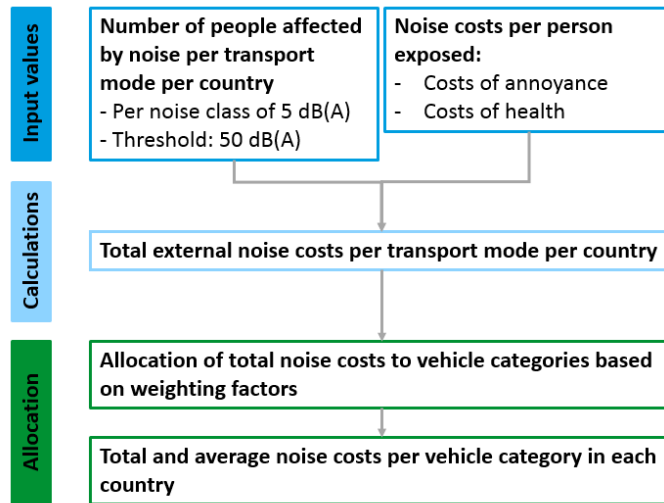 Input values
Number of people affected
by noise per transport
mode per country
- Per noise class of 5 dB(A)
- Threshold: 50 dB(A)
Noise costs per person
exposed:
- Costs of annoyance
- Costs of health
Calculations
Total external noise costs per transport mode per country
Allocation
Allocation of total noise costs to vehicle categories based
on weighting factors
Total and average noise costs per vehicle category in each
country